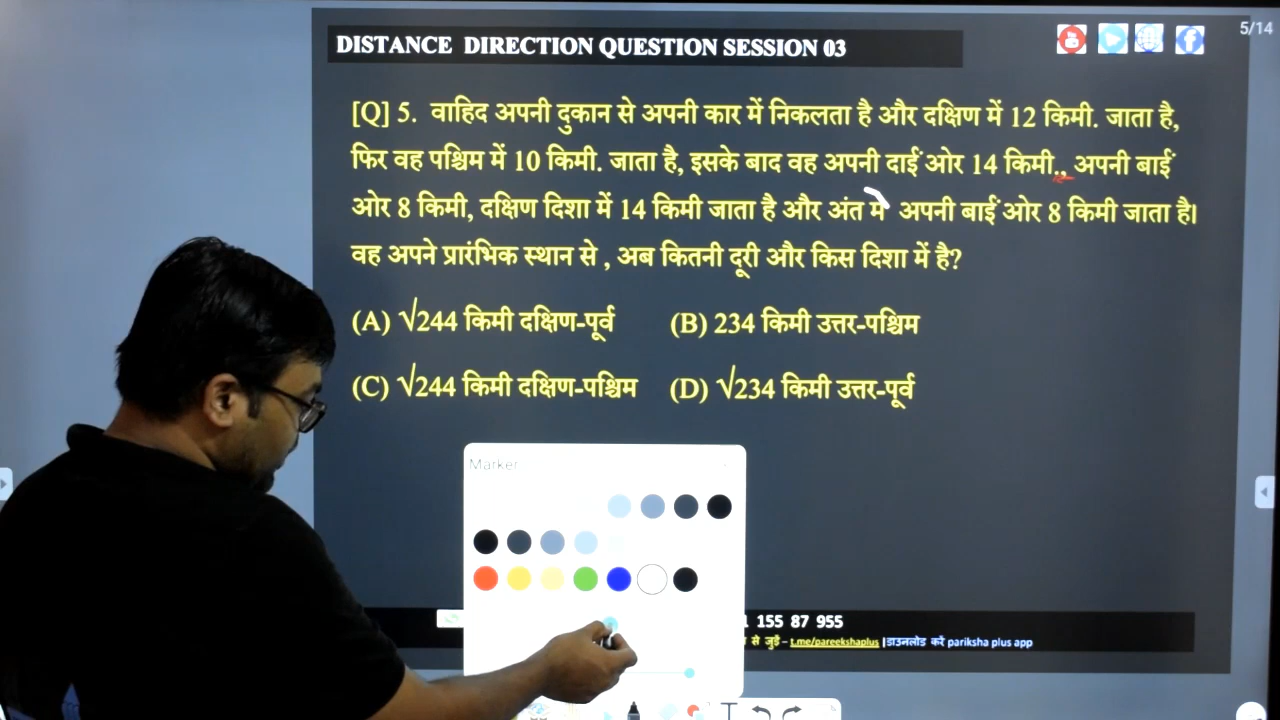 DISTANCE DIRECTION QUESTION SESSION 03
5/14
[Q] 5. वाहिद अपनी दुकान से अपनी कार में निकलता है और दक्षिण में 12 किमी. जाता है,
फिर वह पश्चिम में 10 किमी. जाता है, इसके बाद वह अपनी दाईं ओर 14 किमी., अपनी बाईं
ओर 8 किमी, दक्षिण दिशा में 14 किमी जाता है और अंत में अपनी बाईं ओर 8 किमी जाता है।
वह अपने प्रारंभिक स्थान से , अब कितनी दूरी और किस दिशा में है?
(A) √244 किमी दक्षिण-पूर्व (B) 234 किमी उत्तर-पश्चिम
(C) √244 किमी दक्षिण-पश्चिम (D) √234 किमी उत्तर-पूर्व
Marker
155 87 955
से जुड़ें – t.me/pareekshaplus |डाउनलोड करें pariksha plus app
T